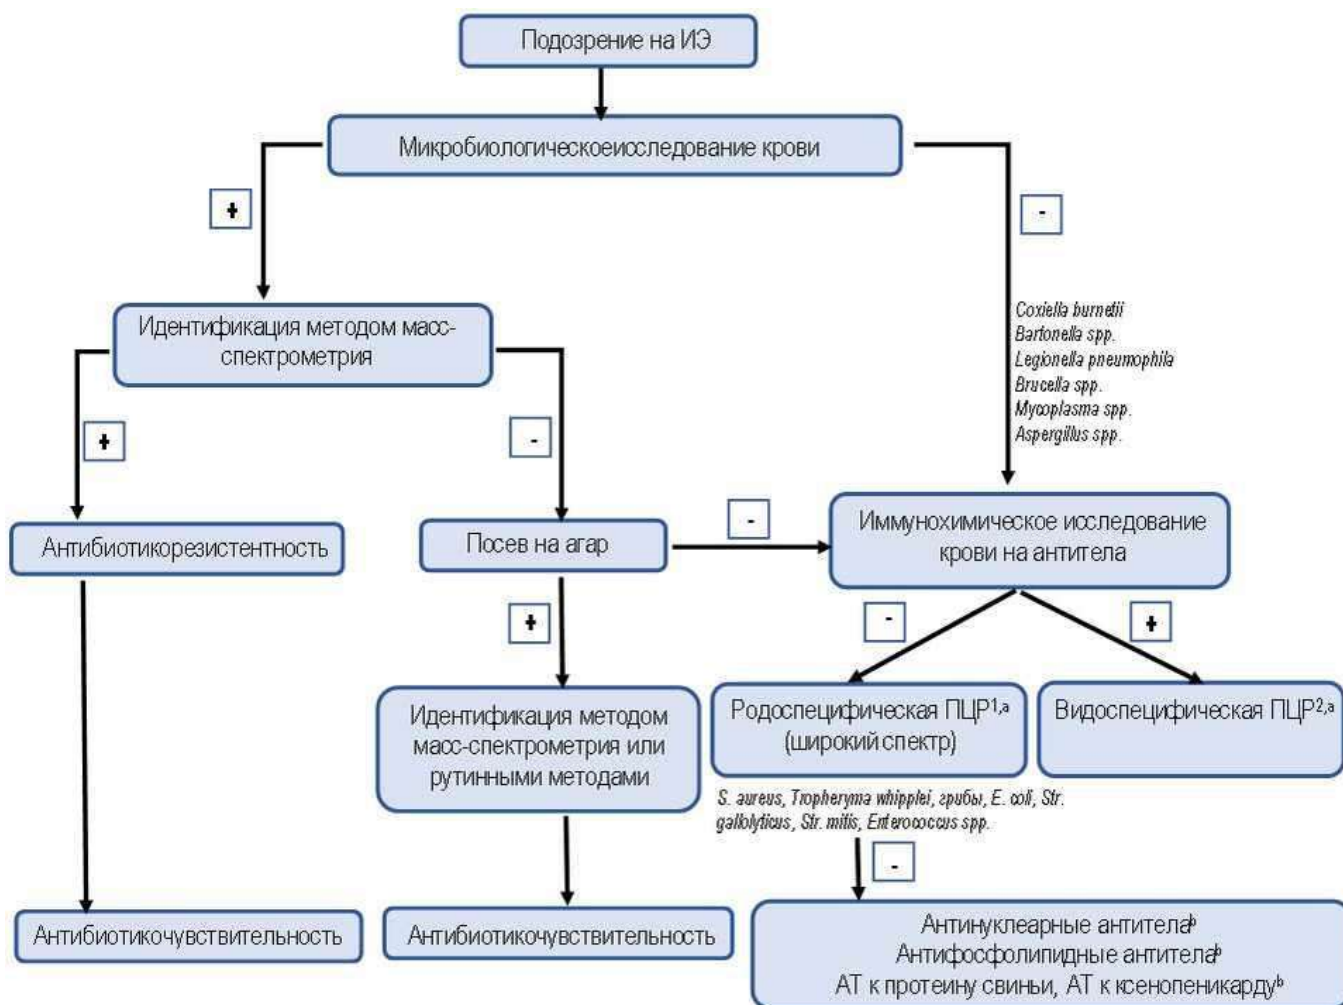 Подозрение на ИЭ
Микробиологическоеисследование крови
+
-
Идентификация методом масс-
спектрометрия
Coxiella burnetii
Bartonella spp.
Legionella pneumophila
Brucella spp.
Mycoplasma spp.
Aspergillus spp.
+
-
Антибиотикорезистентность
Посев на агар
-
Иммунохимическое исследование
крови на антитела
+
-
+
Идентификация методом
масс-спектрометрия или
рутинными методами
Родоспецифическая ПЦР1,a
(широкий спектр)
Видоспецифическая ПЦР2,a
S. aureus, Tropheryma whipplei, грибы, E. coli, Str.
gallolyticus, Str. mitis, Enterococcus spp.
-
Антибиотикочувствительность
Антибиотикочувствительность
Антинуклеарные антителаb
Антифосфолипидные антителаb
АТ к протеину свиньи, АТ к ксенопеникардуb